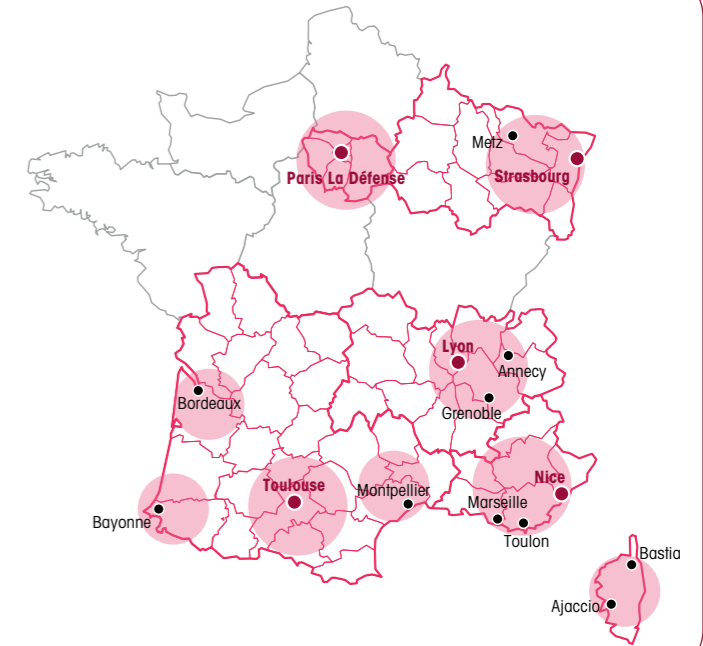 Metz
Strasbourg
Paris La Défense
Lyon
Annecy
Grenoble
Bordeaux
Toulouse
Montpellier
Nice
Marseille
Toulon
Bayonne
Bastia
Ajaccio